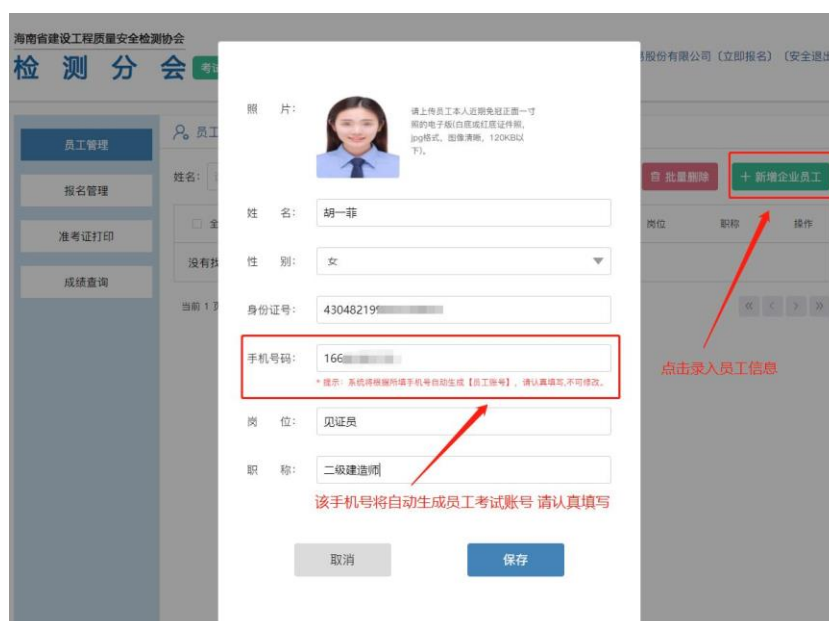 海南省建设工程质量安全检测协会
检 测 分 会
股份有限公司（立即报名）（安全退出
员工管理
报名管理
准考证打印
成绩查询
姓名：
批量删除
+ 新增企业员工
岗位 职称 操作
没有
当前 1
点击录入员工信息
照 片：
请上传员工本人近期免冠正面一寸
照的电子版(白底或红底证件照,
jpg格式，图像清晰，120KB以
下)。
姓 名： 胡一菲
性 别： 女
身份证号： 43048219
手机号码： 166
* 提示：系统将根据所填手机号自动生成【员工账号】，请认真填写,不可修改。
岗 位： 见证员
职 称： 二级建造师
该手机号将自动生成员工考试账号 请认真填写
取消
保存